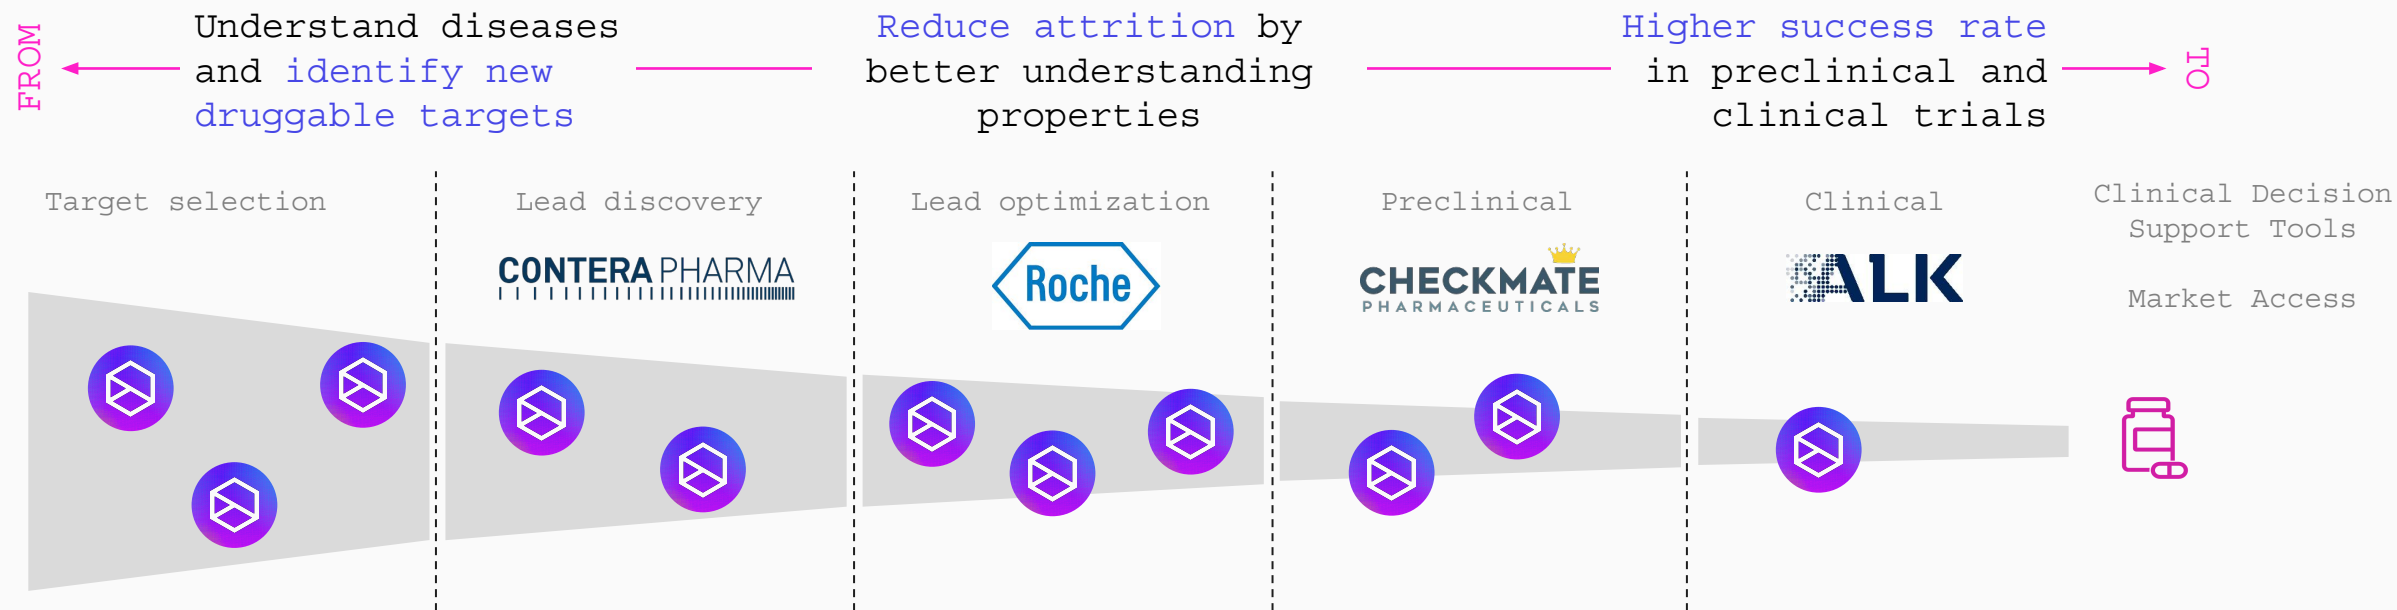 FROM
Understand diseases
and identify new
druggable targets
Reduce attrition by
better understanding
properties
Higher success rate
in preclinical and
clinical trials
TO
Target selection
Lead discovery
CONTERA PHARMA
Lead optimization
Roche
Preclinical
CHECKMATE
PHARMACEUTICALS
Clinical
ALK
Clinical Decision
Support Tools
Market Access